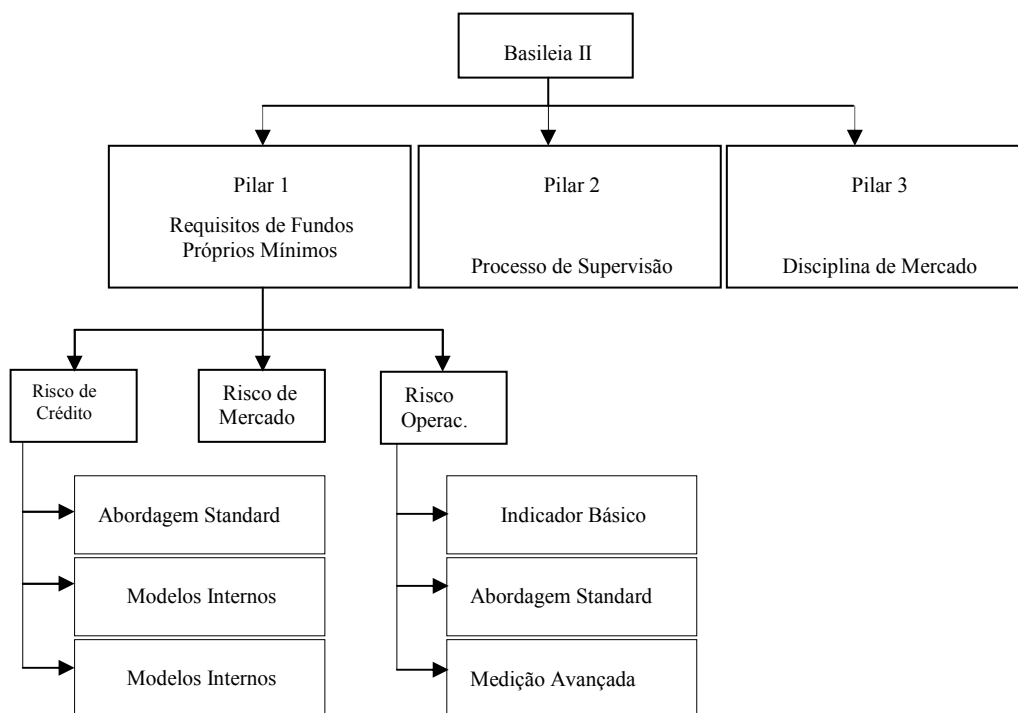 Basileia II
Pilar 1
Requisitos de Fundos
Próprios Mínimos
Pilar 2
Processo de Supervisão
Pilar 3
Disciplina de Mercado
Risco de
Crédito
Risco de
Mercado
Risco
Operac.
Abordagem Standard
Modelos Internos
Modelos Internos
Indicador Básico
Abordagem Standard
Medição Avançada